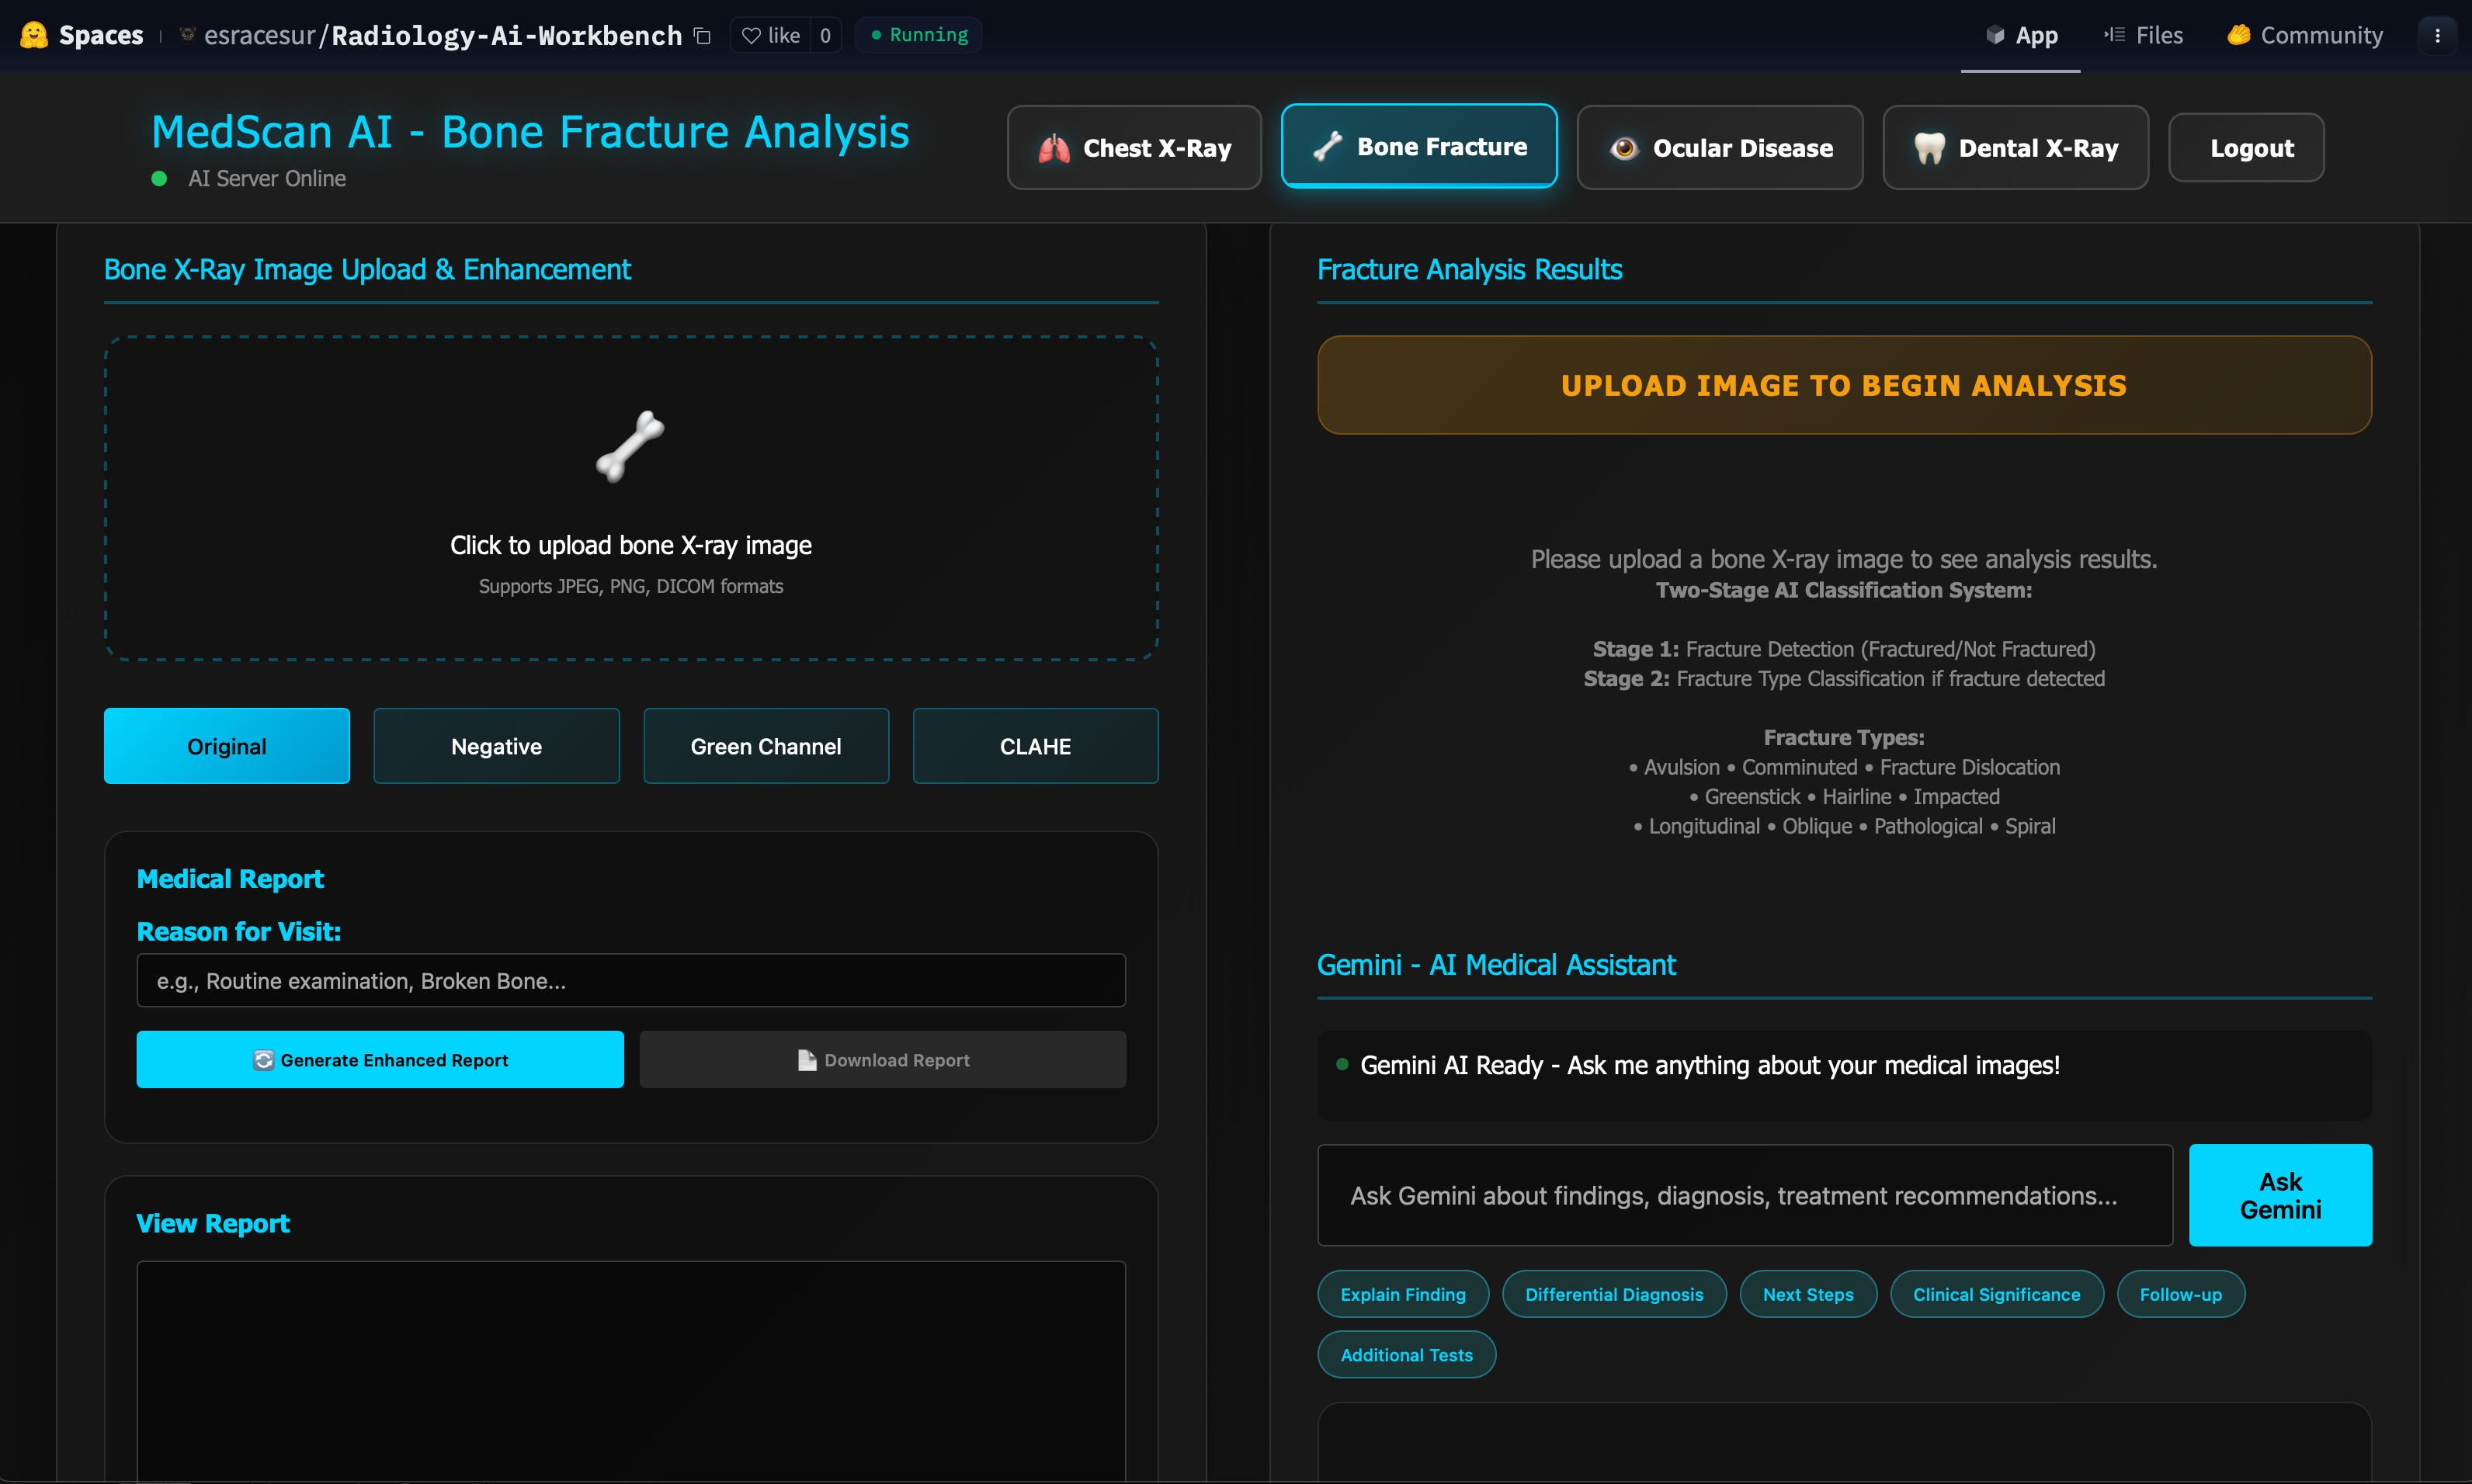 Spaces
esracesur/Radiology-Ai-Workbench
like 0
Running
App
Files
Community
MedScan AI - Bone Fracture Analysis
AI Server Online
Chest X-Ray
Bone Fracture
Ocular Disease
Dental X-Ray
Logout
Bone X-Ray Image Upload & Enhancement
Click to upload bone X-ray image
Supports JPEG, PNG, DICOM formats
Original
Negative
Green Channel
CLAHE
Medical Report
Reason for Visit:
e.g., Routine examination, Broken Bone...
Generate Enhanced Report
Download Report
View Report
Fracture Analysis Results
UPLOAD IMAGE TO BEGIN ANALYSIS
Please upload a bone X-ray image to see analysis results.
Two-Stage AI Classification System:
Stage 1: Fracture Detection (Fractured/Not Fractured)
Stage 2: Fracture Type Classification if fracture detected
Fracture Types:
• Avulsion • Comminuted • Fracture Dislocation
• Greenstick • Hairline • Impacted
• Longitudinal • Oblique • Pathological • Spiral
Gemini - AI Medical Assistant
Gemini AI Ready - Ask me anything about your medical images!
Ask Gemini about findings, diagnosis, treatment recommendations...
Ask
Gemini
Explain Finding
Differential Diagnosis
Next Steps
Clinical Significance
Follow-up
Additional Tests